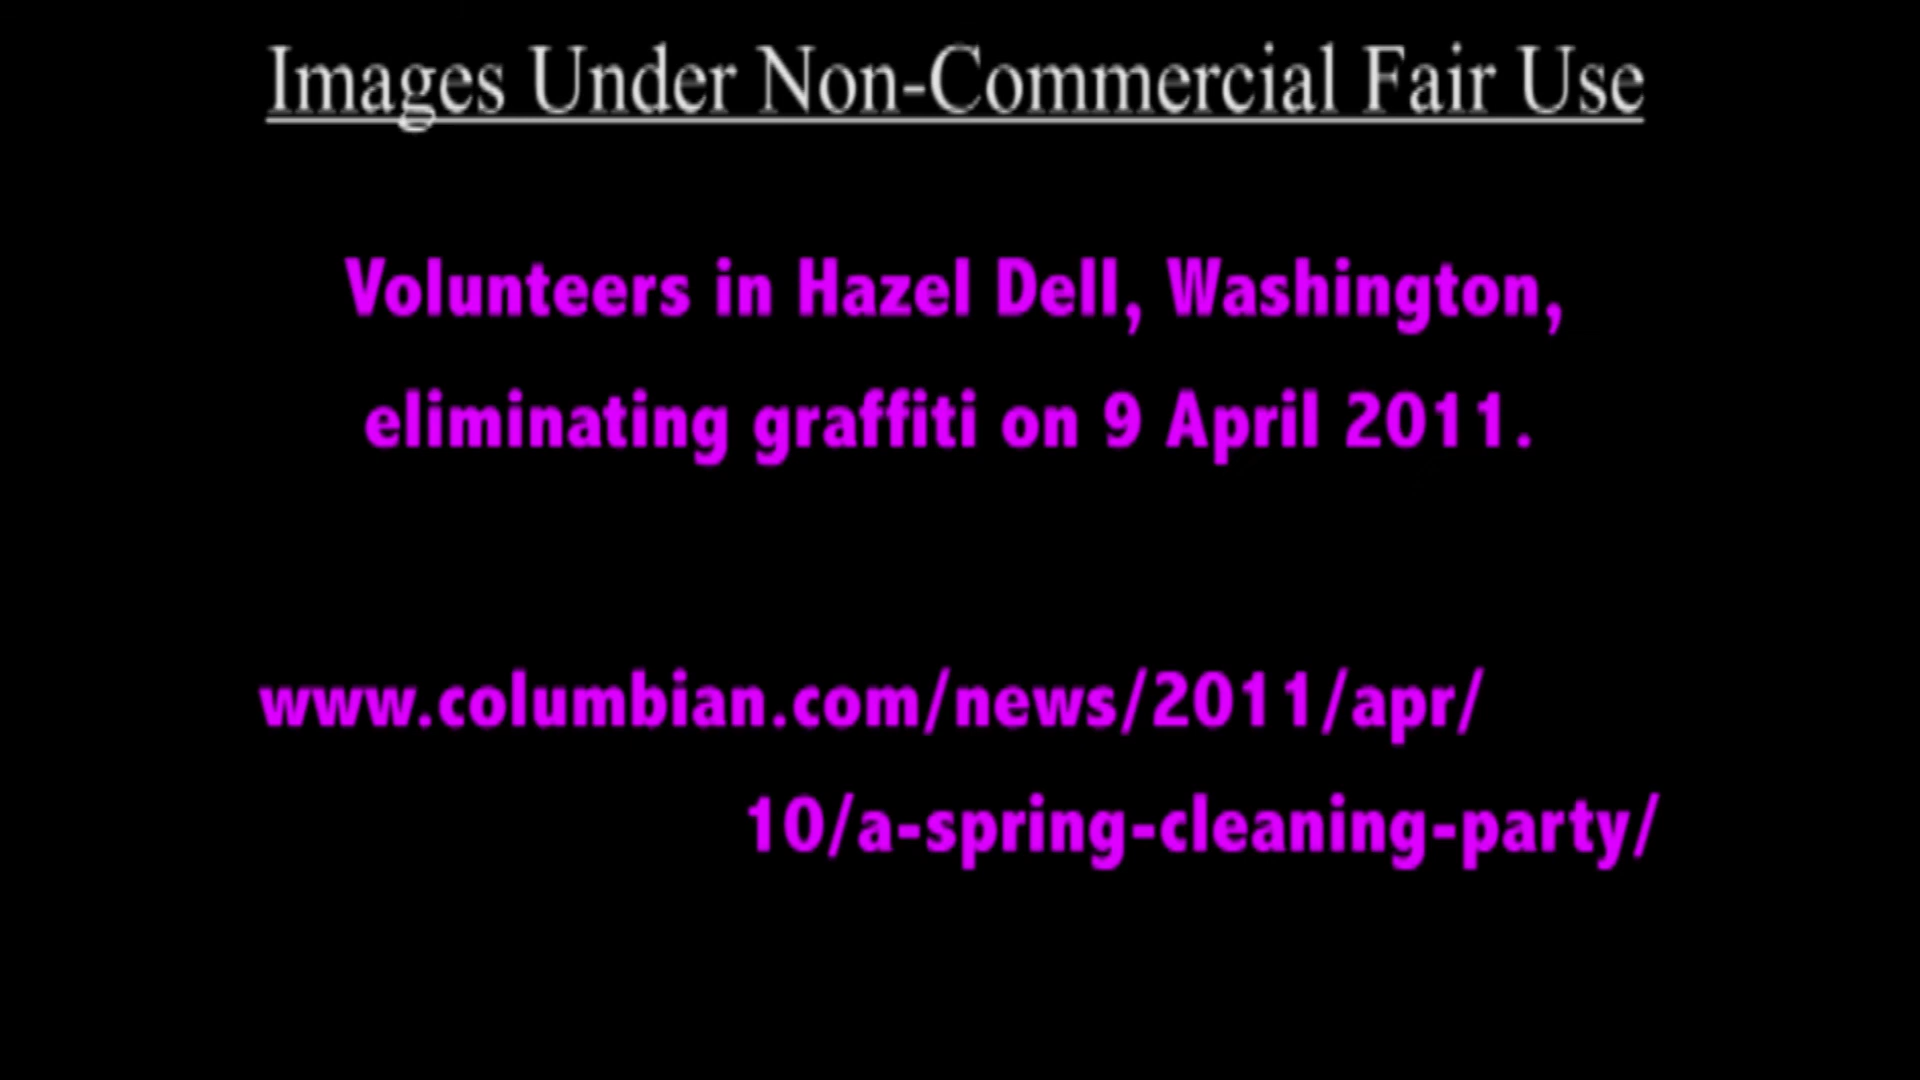 Images Under Non-Commercial Fair Use
Volunteers in Hazel Dell, Washington,
eliminating graffiti on 9 April 2011.
www.columbian.com/news/2011/apr/
10/a-spring-cleaning-party/